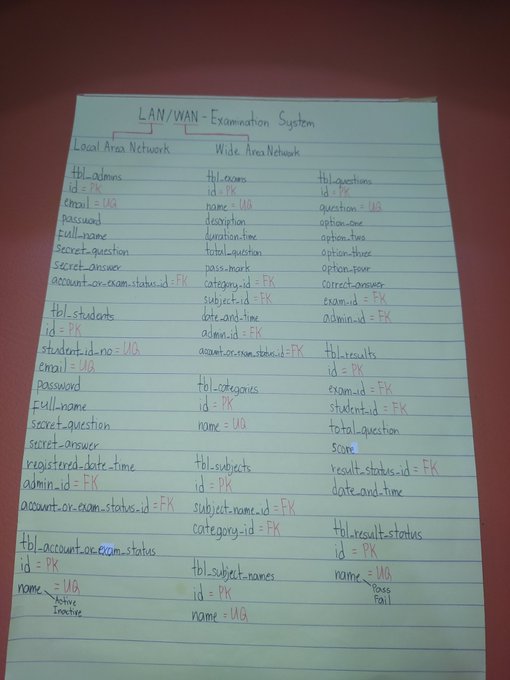 LAN/WAN - Examination System
Local Area Network
Wide Area Network
tbl_admins
id = PK
email = UQ
password
full_name
secret_question
secret_answer
account_or_exam_status_id = FK
tbl_students
id = PK
student_id_no = UQ
email = UQ
password
full_name
secret_question
secret_answer
registered_date_time
admin_id = FK
account_or_exam_status_id = FK
tbl_account_or_exam_status
id = PK
name = UQ
Active
Inactive
tbl_exams
id = PK
name = UQ
description
duration_time
total_question
pass_mark
category_id = FK
subject_id = FK
date_and_time
admin_id = FK
account_or_exam_status_id = FK
tbl_categories
id = PK
name = UQ
tbl_subjects
id = PK
subject_name_id = FK
category_id = FK
tbl_subject_names
id = PK
name = UQ
tbl_questions
id = PK
question = UQ
option_one
option_two
option_three
option_four
correct_answer
exam_id = FK
admin_id = FK
tbl_results
id = PK
exam_id = FK
student_id = FK
total_question
score
result_status_id = FK
date_and_time
tbl_result_status
id = PK
name = UQ
Pass
Fail